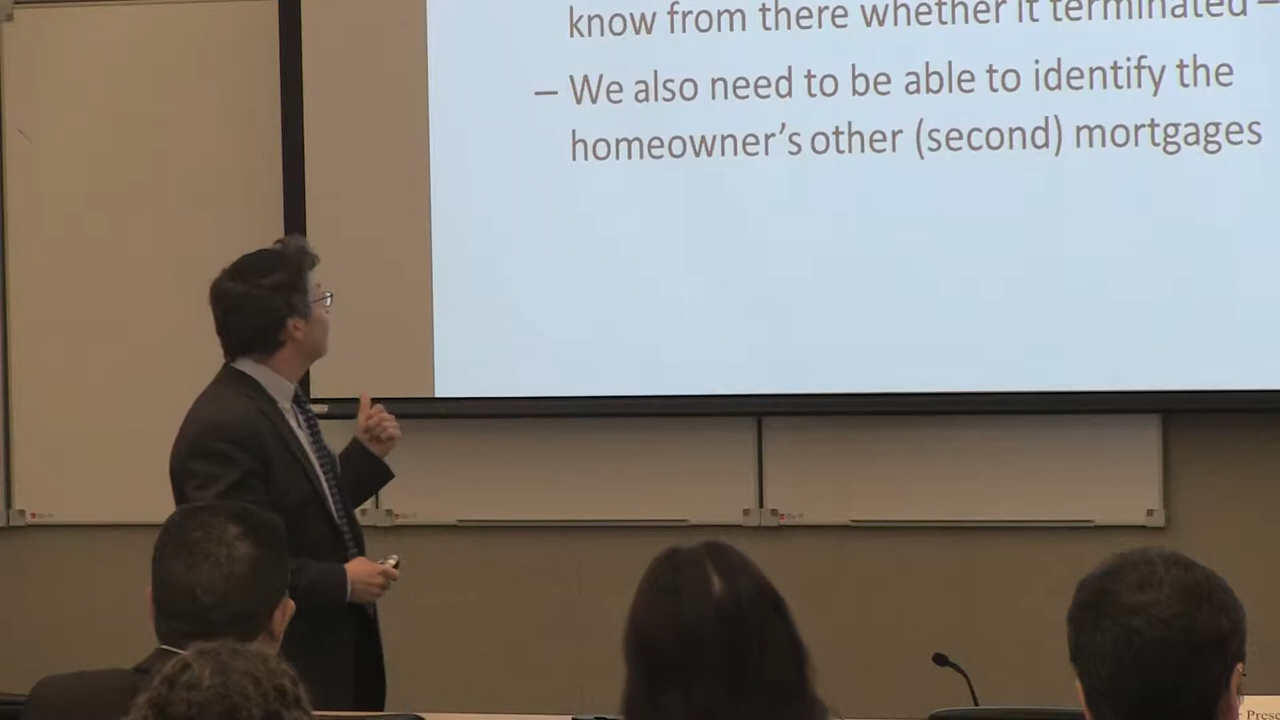 know from there whether it terminated –
– We also need to be able to identify the
homeowner's other (second) mortgages